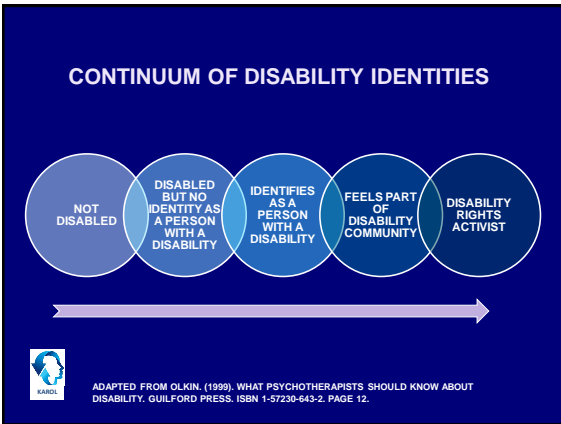 CONTINUUM OF DISABILITY IDENTITIES
NOT
DISABLED
DISABLED
BUT NO
IDENTITY AS
A PERSON
WITH A
DISABILITY
IDENTIFIES
AS A
PERSON
WITH A
DISABILITY
FEELS PART
OF
DISABILITY
COMMUNITY
DISABILITY
RIGHTS
ACTIVIST
KAROL
ADAPTED FROM OLKIN. (1999). WHAT PSYCHOTHERAPISTS SHOULD KNOW ABOUT
DISABILITY. GUILFORD PRESS. ISBN 1-57230-643-2. PAGE 12.